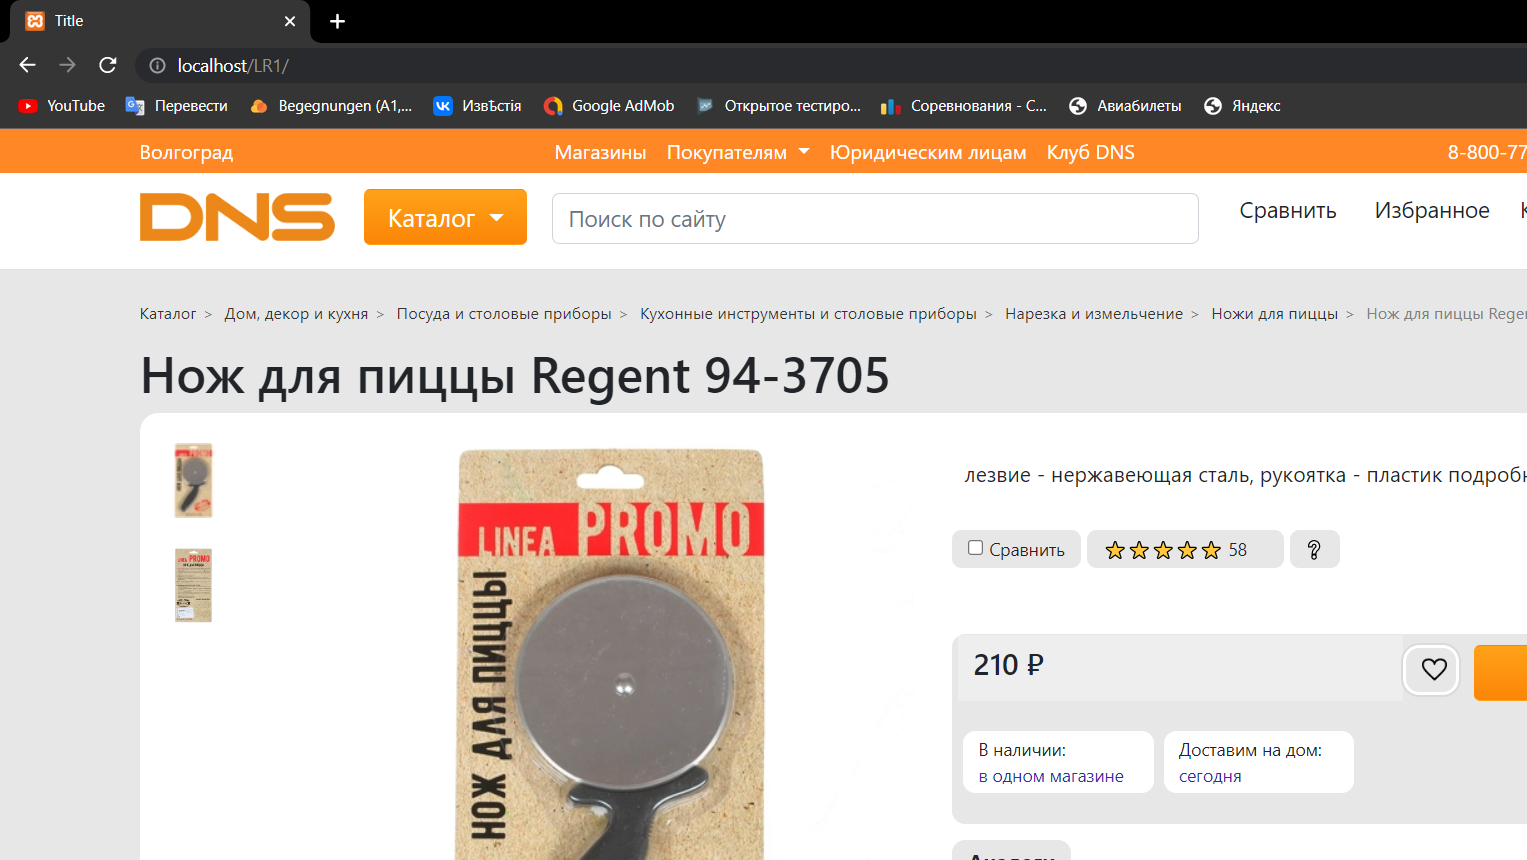 Title
localhost/LR1/
YouTube Перевести Begegnungen (A1,... Извѣстія Google AdMob Открытое тестиро... Соревнования - С... Авиабилеты Яндекс
Волгоград Магазины Покупателям Юридическим лицам Клуб DNS 8-800-77
DNS Каталог Поиск по сайту Сравнить Избранное К
Каталог > Дом, декор и кухня > Посуда и столовые приборы > Кухонные инструменты и столовые приборы > Нарезка и измельчение > Ножи для пиццы > Нож для пиццы Rege
Нож для пиццы Regent 94-3705
LINEA PROMO
НОЖ ДЛЯ ПИЦЦЫ
лезвие - нержавеющая сталь, рукоятка - пластик подроб
Сравнить 58 ?
210 ₽
В наличии:
в одном магазине
Доставим на дом:
сегодня
Аналоги